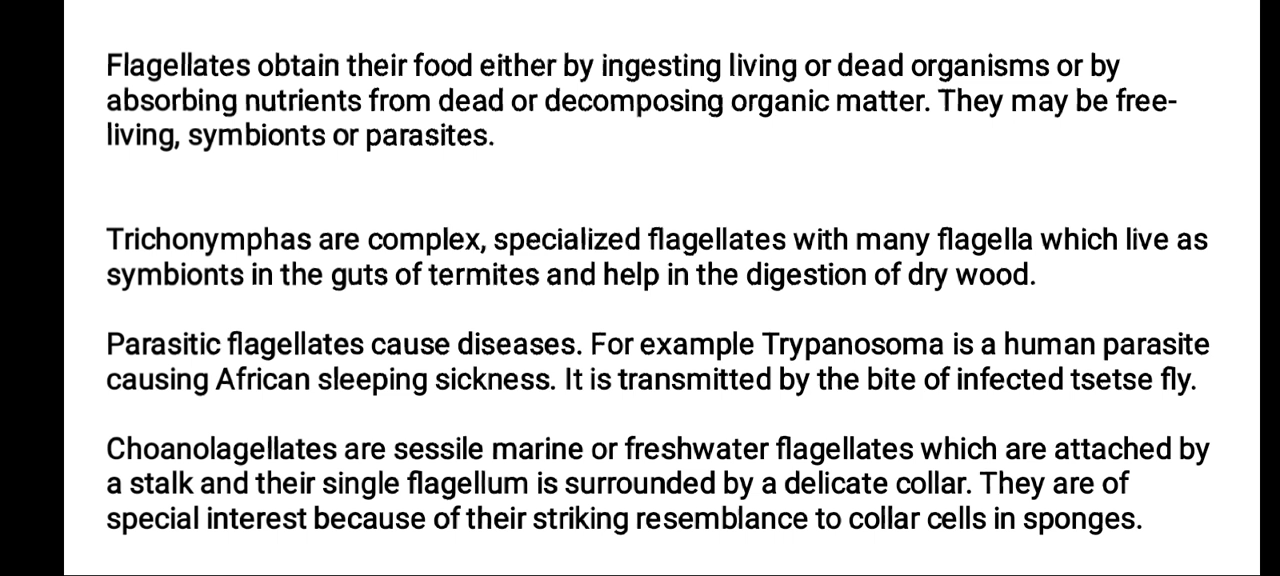 Flagellates obtain their food either by ingesting living or dead organisms or by
absorbing nutrients from dead or decomposing organic matter. They may be free-
living, symbionts or parasites.
Trichonymphas are complex, specialized flagellates with many flagella which live as
symbionts in the guts of termites and help in the digestion of dry wood.
Parasitic flagellates cause diseases. For example Trypanosoma is a human parasite
causing African sleeping sickness. It is transmitted by the bite of infected tsetse fly.
Choanolagellates are sessile marine or freshwater flagellates which are attached by
a stalk and their single flagellum is surrounded by a delicate collar. They are of
special interest because of their striking resemblance to collar cells in sponges.